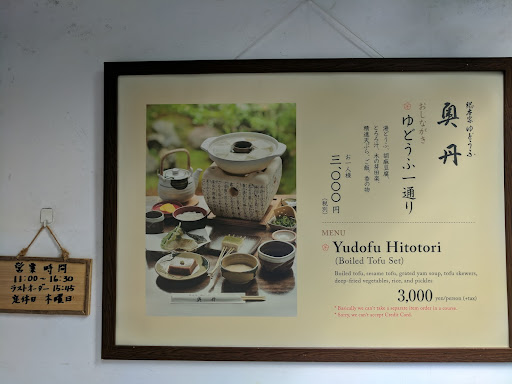 総本家ゆどうふ
奥丹
おしながき
ゆどうふ一通り
湯どうふ、胡麻豆腐、
とろろ汁、木の芽田楽、
精進天ぷら、ご飯、香の物
お一人様
三、〇〇〇円
(税別)
MENU
Yudofu Hitotori
(Boiled Tofu Set)
Boiled tofu, sesame tofu, grated yam soup, tofu skewers,
deep-fried vegetables, rice, and pickles
3,000 yen/person (+tax)
* Basically we can't take a separate item order in a course.
* Sorry, we can't accept Credit Card.
営業時間
11:00~16:30
ラストオーダー 15:45
定休日 木曜日